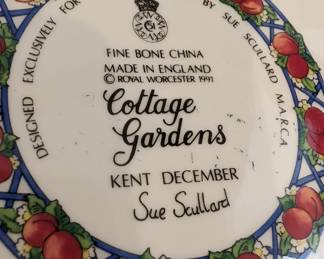 DESIGNED EXCLUSIVELY FOR
BY SUE SCULLARD M.A.R.C.A.
FINE BONE CHINA
MADE IN ENGLAND
© ROYAL WORCESTER 1991
Cottage
Gardens
KENT DECEMBER
Sue Scullard